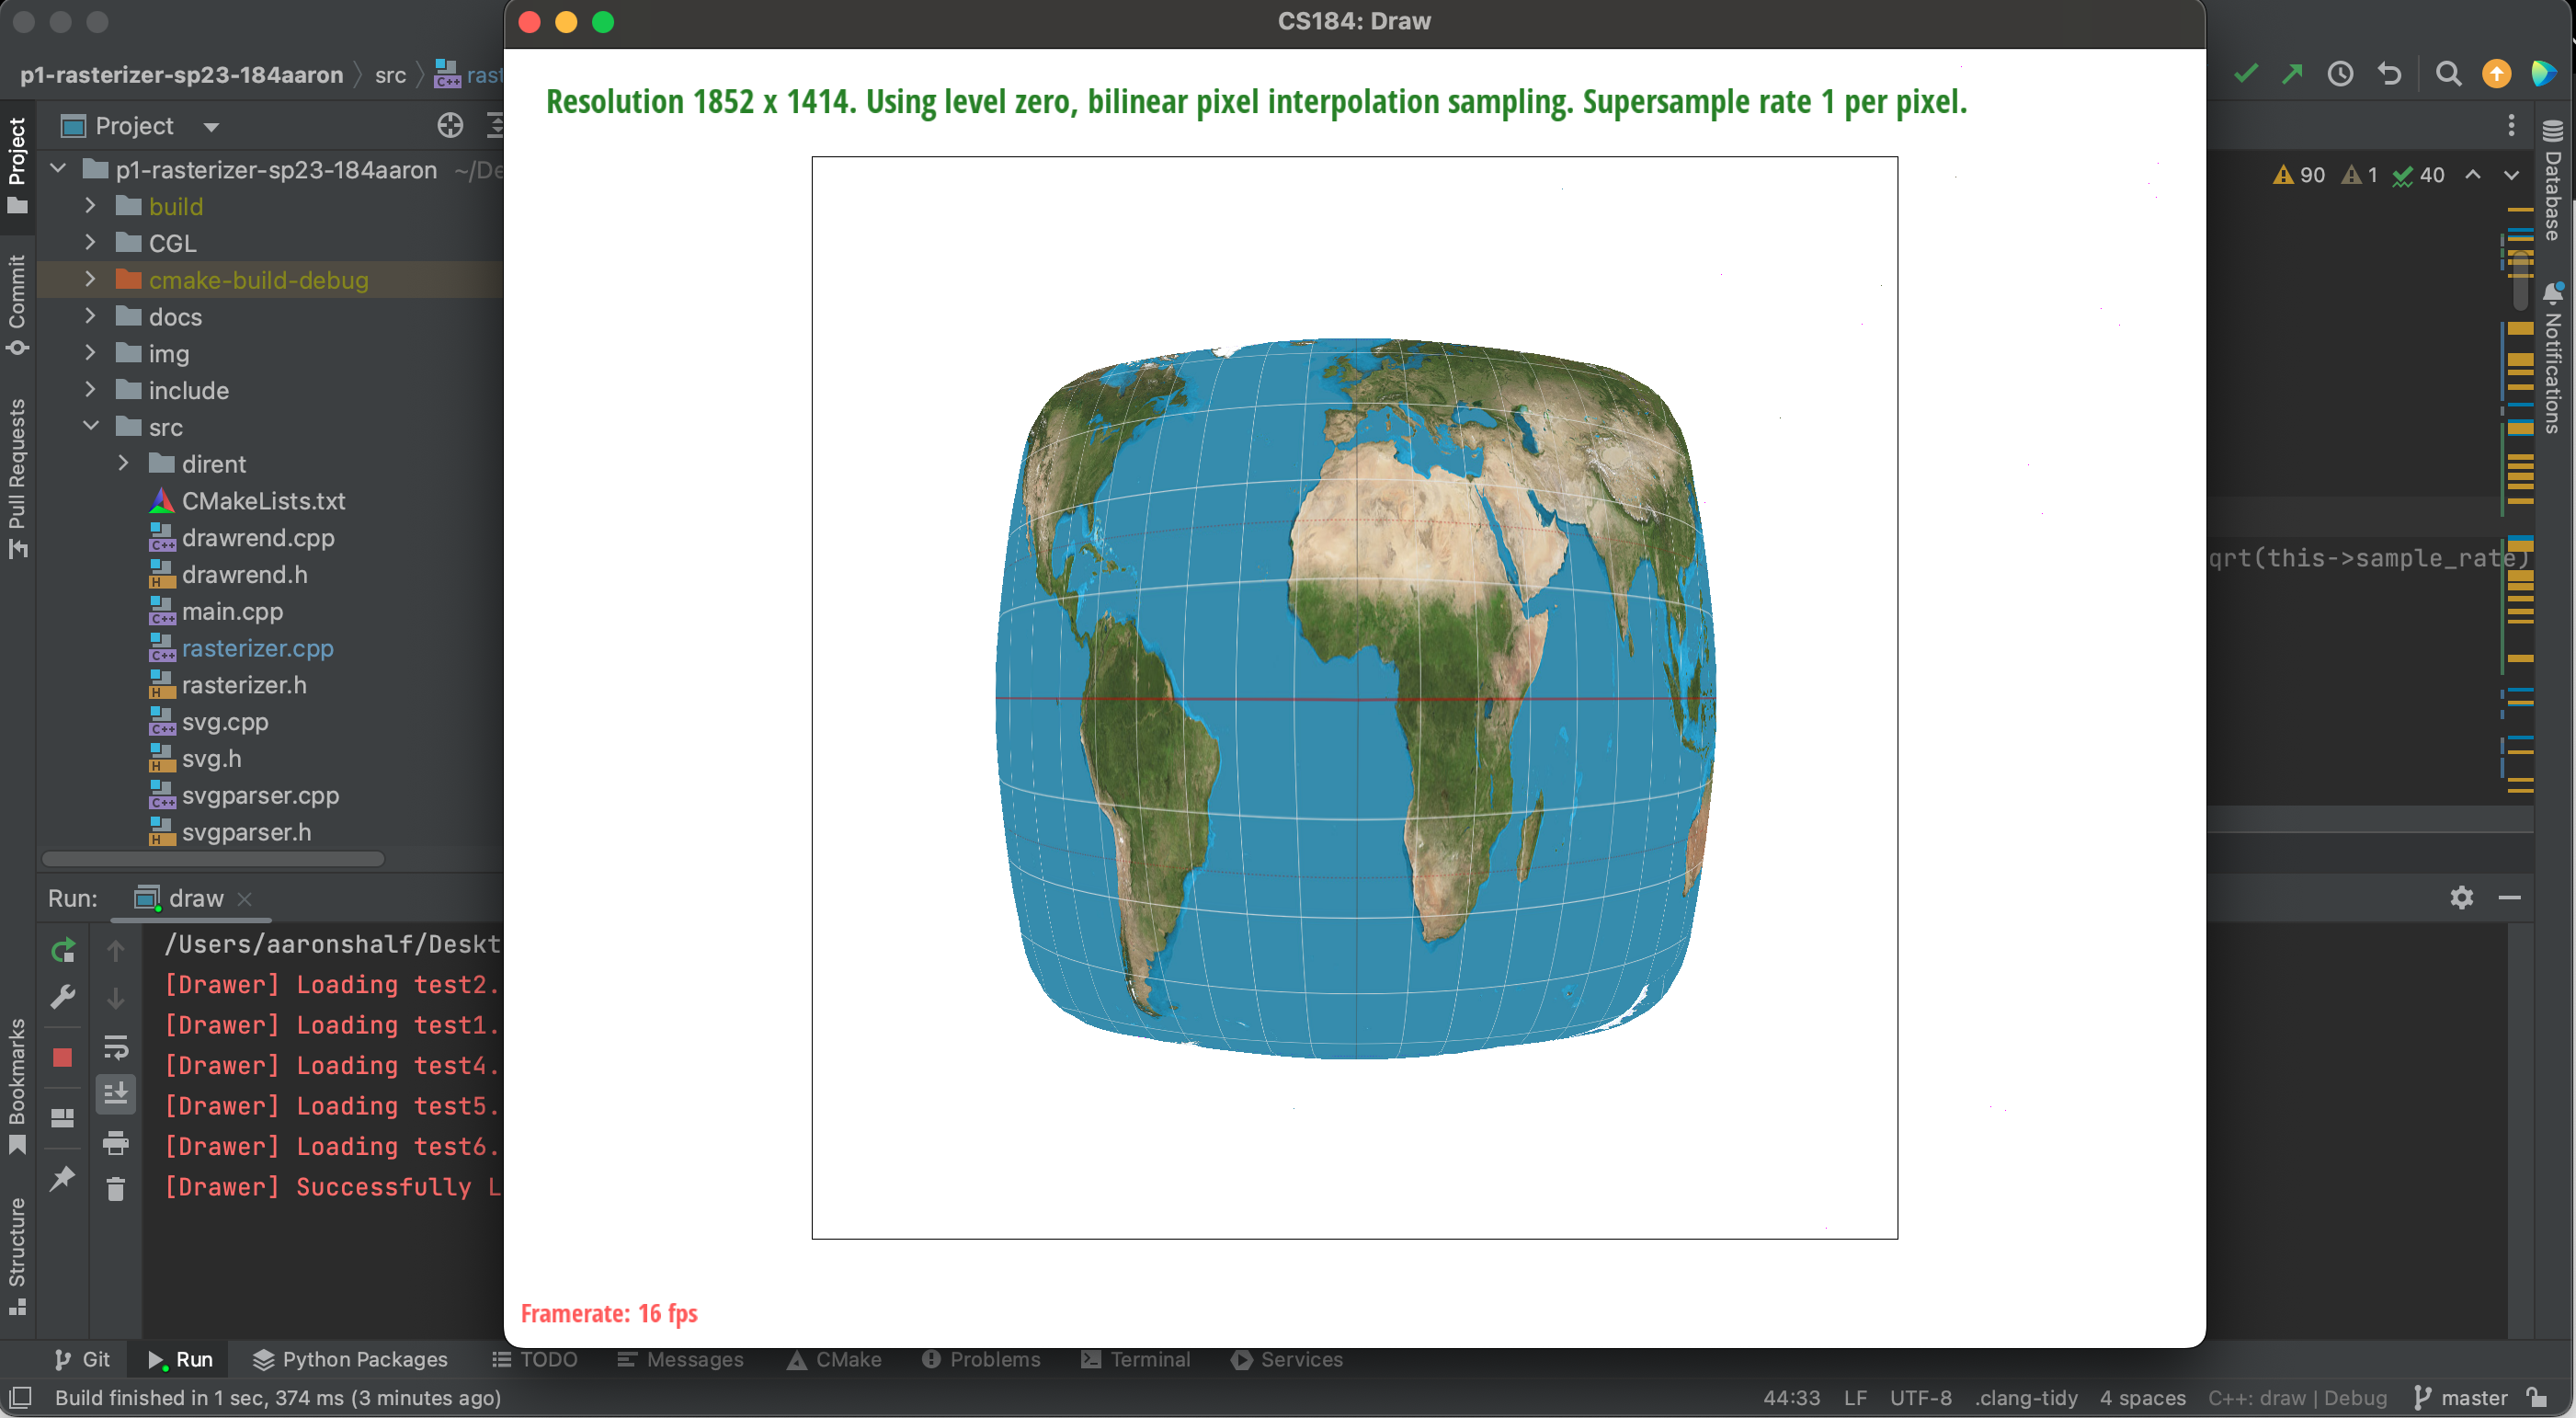 CS184: Draw
p1-rasterizer-sp23-184aaron
src
Resolution 1852 x 1414. Using level zero, bilinear pixel interpolation sampling. Supersample rate 1 per pixel.
Project
Project
p1-rasterizer-sp23-184aaron
build
CGL
cmake-build-debug
docs
img
include
src
dirent
CMakeLists.txt
drawrend.cpp
drawrend.h
main.cpp
rasterizer.cpp
rasterizer.h
svg.cpp
svg.h
svgparser.cpp
svgparser.h
Commit
Pull Requests
Bookmarks
Structure
90 1 40
Database
Notifications
qrt(this->sample_rate)
Run:
draw
/Users/aaronshalf/Deskt
[Drawer] Loading test2.
[Drawer] Loading test1.
[Drawer] Loading test4.
[Drawer] Loading test5.
[Drawer] Loading test6.
[Drawer] Successfully L
Framerate: 16 fps
Git
Run
Python Packages
TODO
Messages
CMake
Problems
Terminal
Services
Build finished in 1 sec, 374 ms (3 minutes ago)
44:33
LF
UTF-8
.clang-tidy
4 spaces
C++: draw | Debug
master